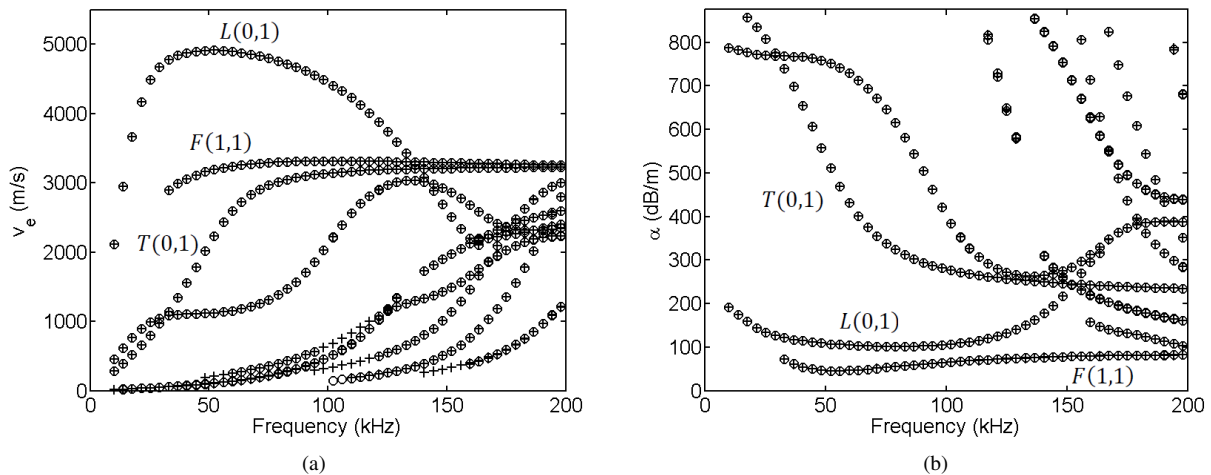 L(0,1)
F(1,1)
T(0,1)
5000
4000
3000
2000
1000
0
v_e (m/s)
0 50 100 150 200
Frequency (kHz)
(a)
T(0,1)
L(0,1)
F(1,1)
800
700
600
500
400
300
200
100
0
α (dB/m)
0 50 100 150 200
Frequency (kHz)
(b)